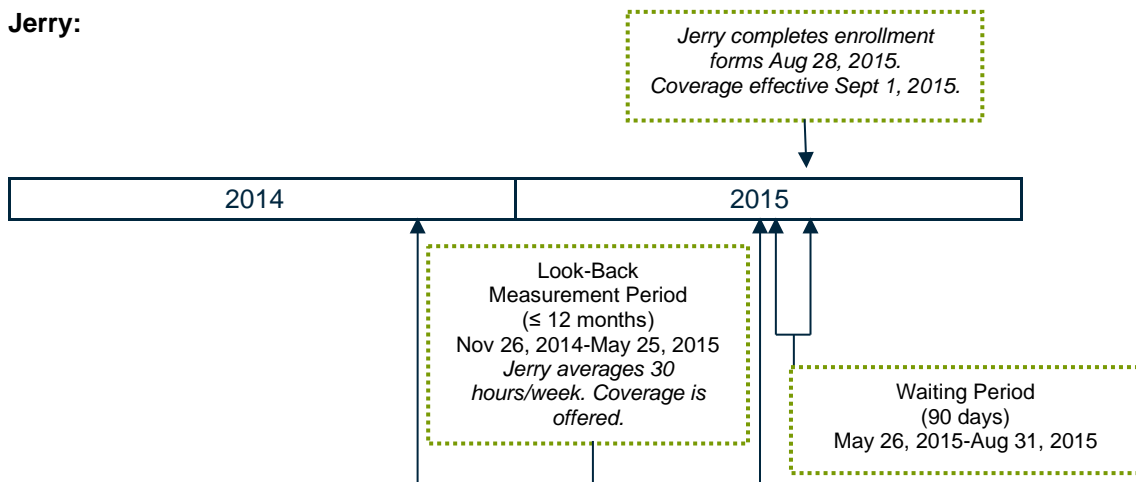 Jerry:
Jerry completes enrollment
forms Aug 28, 2015.
Coverage effective Sept 1, 2015.
2014
2015
Look-Back
Measurement Period
(≤ 12 months)
Nov 26, 2014-May 25, 2015
Jerry averages 30
hours/week. Coverage is
offered.
Waiting Period
(90 days)
May 26, 2015-Aug 31, 2015